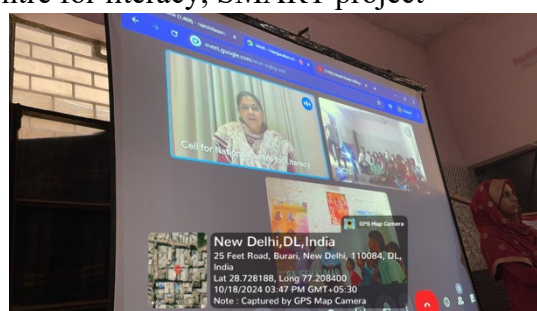 entre for literacy, SMART project
meet.google.com/
Cell for National Centre for Literacy
GPS Map Camera
New Delhi,DL,India
25 Feet Road, Burari, New Delhi, 110084, DL,
India
Lat 28.728188, Long 77.208400
10/18/2024 03:47 PM GMT+05:30
Note : Captured by GPS Map Camera